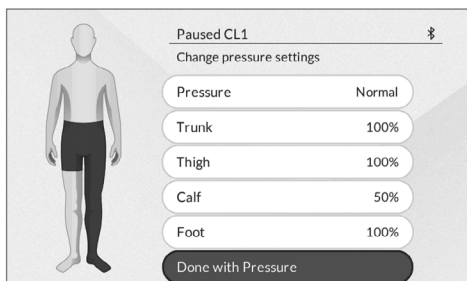 Paused CL1
Change pressure settings
Pressure Normal
Trunk 100%
Thigh 100%
Calf 50%
Foot 100%
Done with Pressure